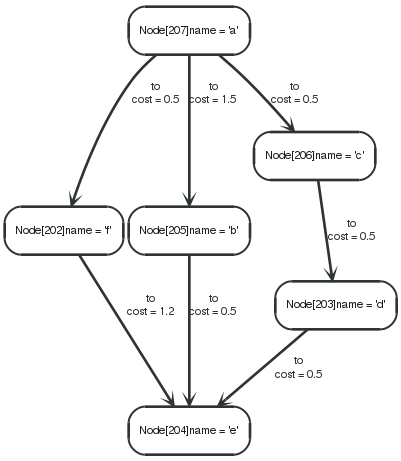 Node[207]name = 'a'
to
cost = 0.5
to
cost = 1.5
to
cost = 0.5
Node[206]name = 'c'
Node[202]name = 'f'
Node[205]name = 'b'
to
cost = 0.5
to
cost = 1.2
to
cost = 0.5
Node[203]name = 'd'
to
cost = 0.5
Node[204]name = 'e'